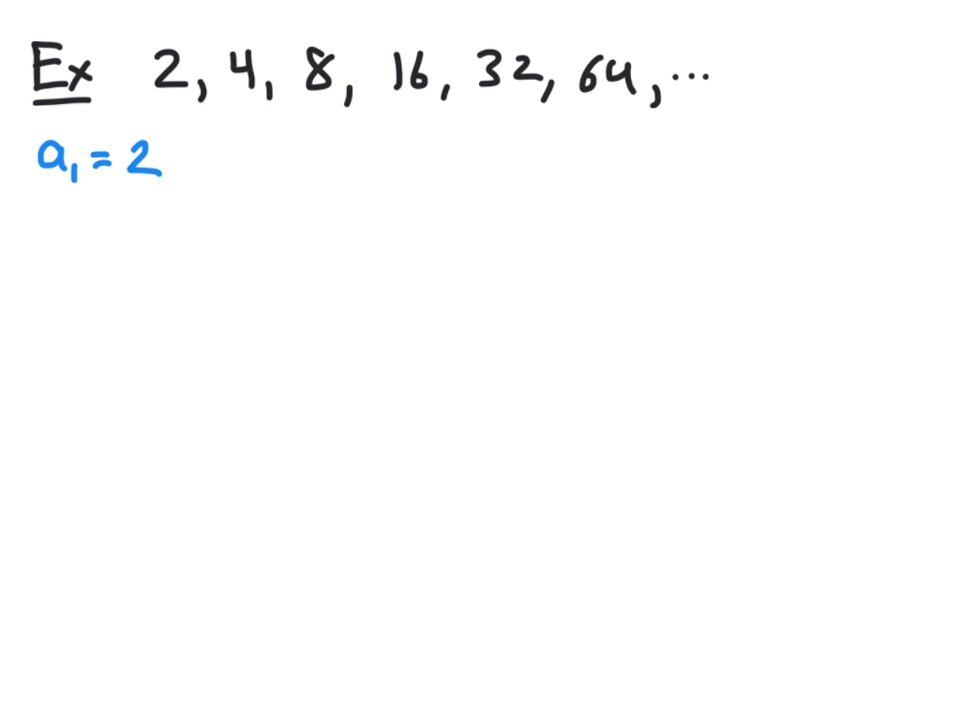 Ex 2, 4, 8, 16, 32, 64, ...
a₁ = 2